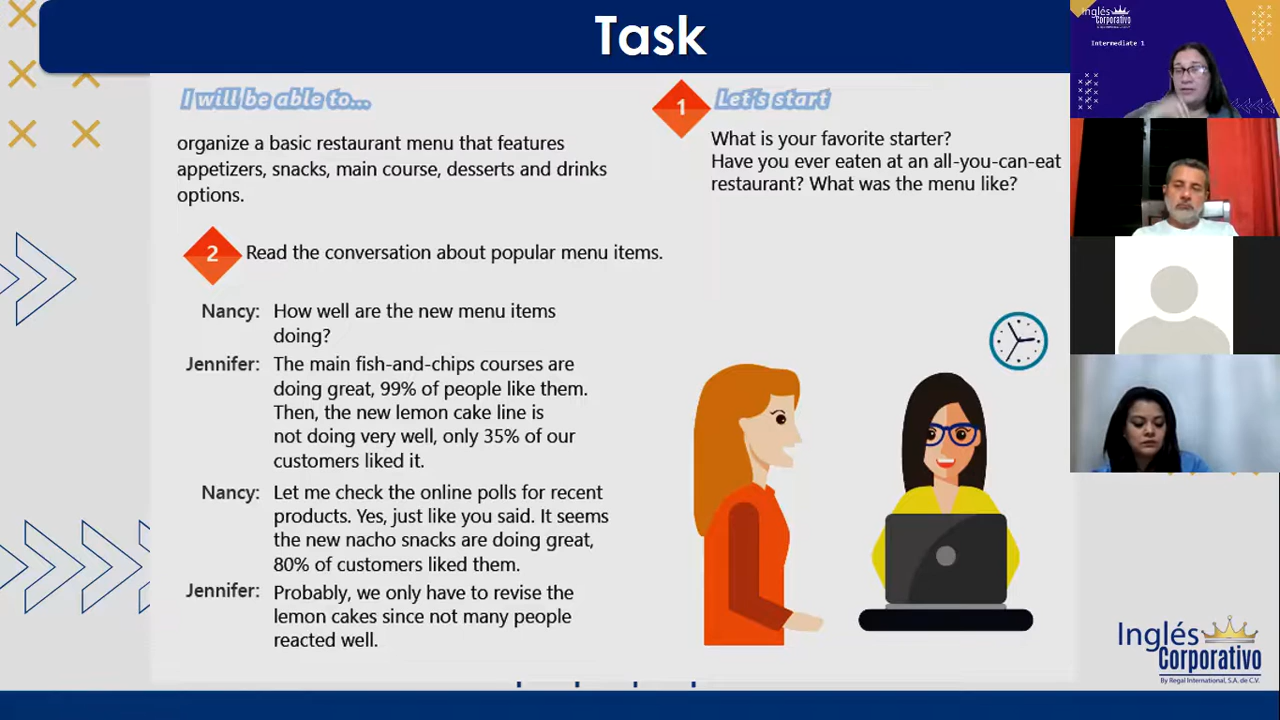 Task
I will be able to...
organize a basic restaurant menu that features
appetizers, snacks, main course, desserts and drinks
options.
1
Let's start
What is your favorite starter?
Have you ever eaten at an all-you-can-eat
restaurant? What was the menu like?
2
Read the conversation about popular menu items.
Nancy: How well are the new menu items
doing?
Jennifer: The main fish-and-chips courses are
doing great, 99% of people like them.
Then, the new lemon cake line is
not doing very well, only 35% of our
customers liked it.
Nancy: Let me check the online polls for recent
products. Yes, just like you said. It seems
the new nacho snacks are doing great,
80% of customers liked them.
Jennifer: Probably, we only have to revise the
lemon cakes since not many people
reacted well.
Inglés
Corporativo
Intermediate 1
Inglés
Corporativo
By Regal International, S.A. de C.V.